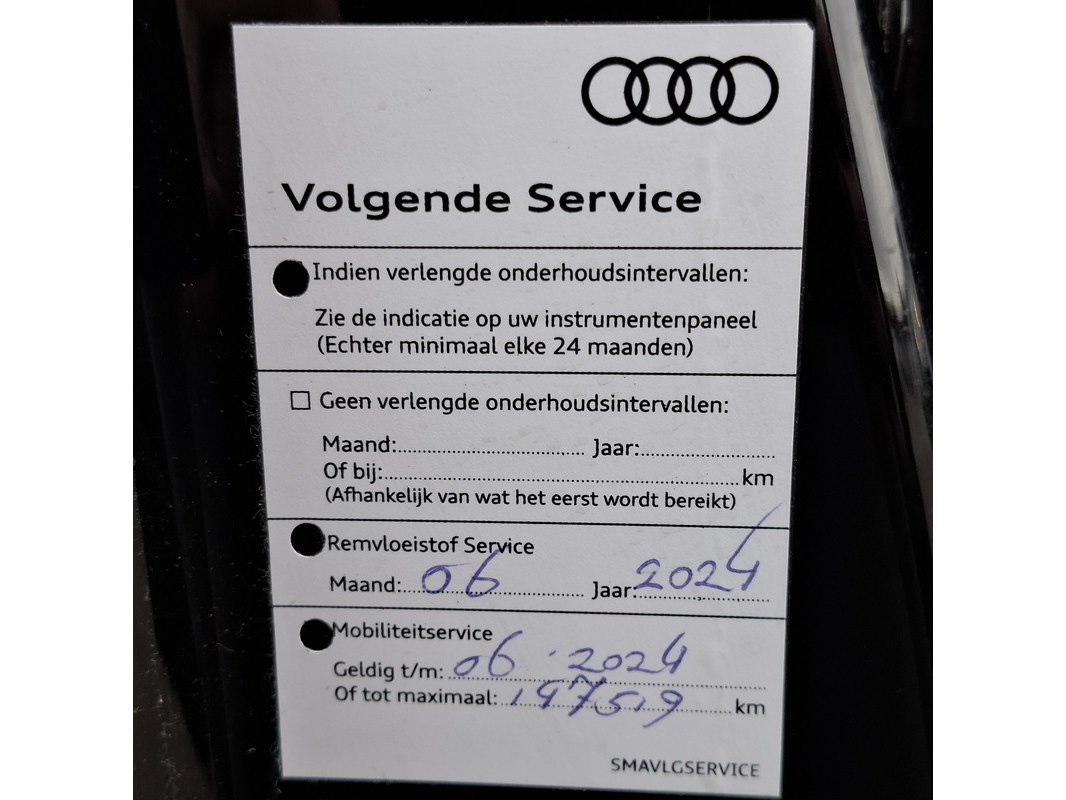 Volgende Service
Indien verlengde onderhoudsintervallen:
Zie de indicatie op uw instrumentenpaneel
(Echter minimaal elke 24 maanden)
Geen verlengde onderhoudsintervallen:
Maand: Jaar:
Of bij: km
(Afhankelijk van wat het eerst wordt bereikt)
Remvloeistof Service
Maand: 06 Jaar: 2024
Mobiliteitservice
Geldig t/m: 06 · 2024
Of tot maximaal: km
SMAVLGSERVICE